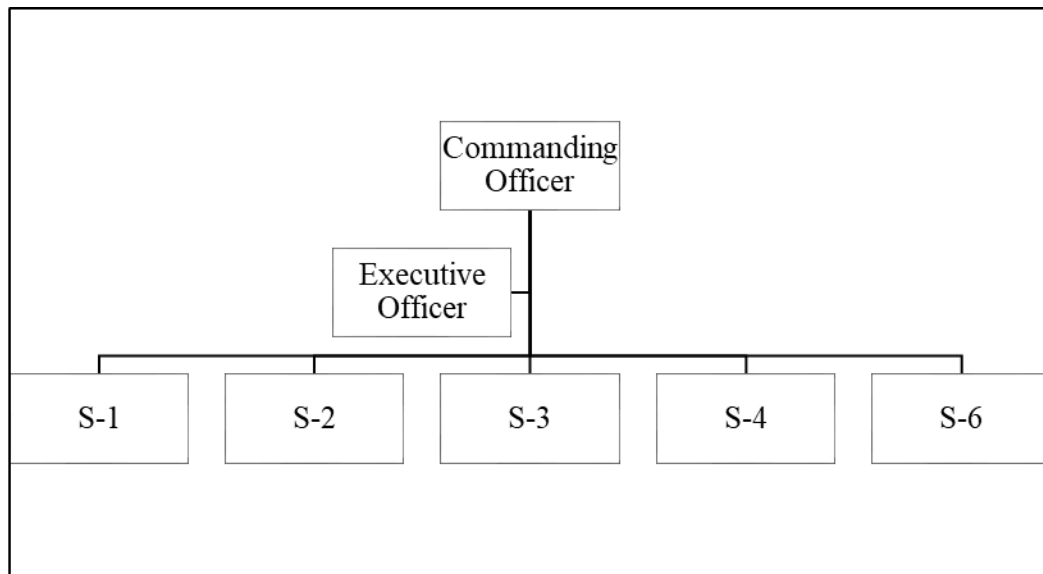 Commanding
Officer
Executive
Officer
S-1
S-2
S-3
S-4
S-6